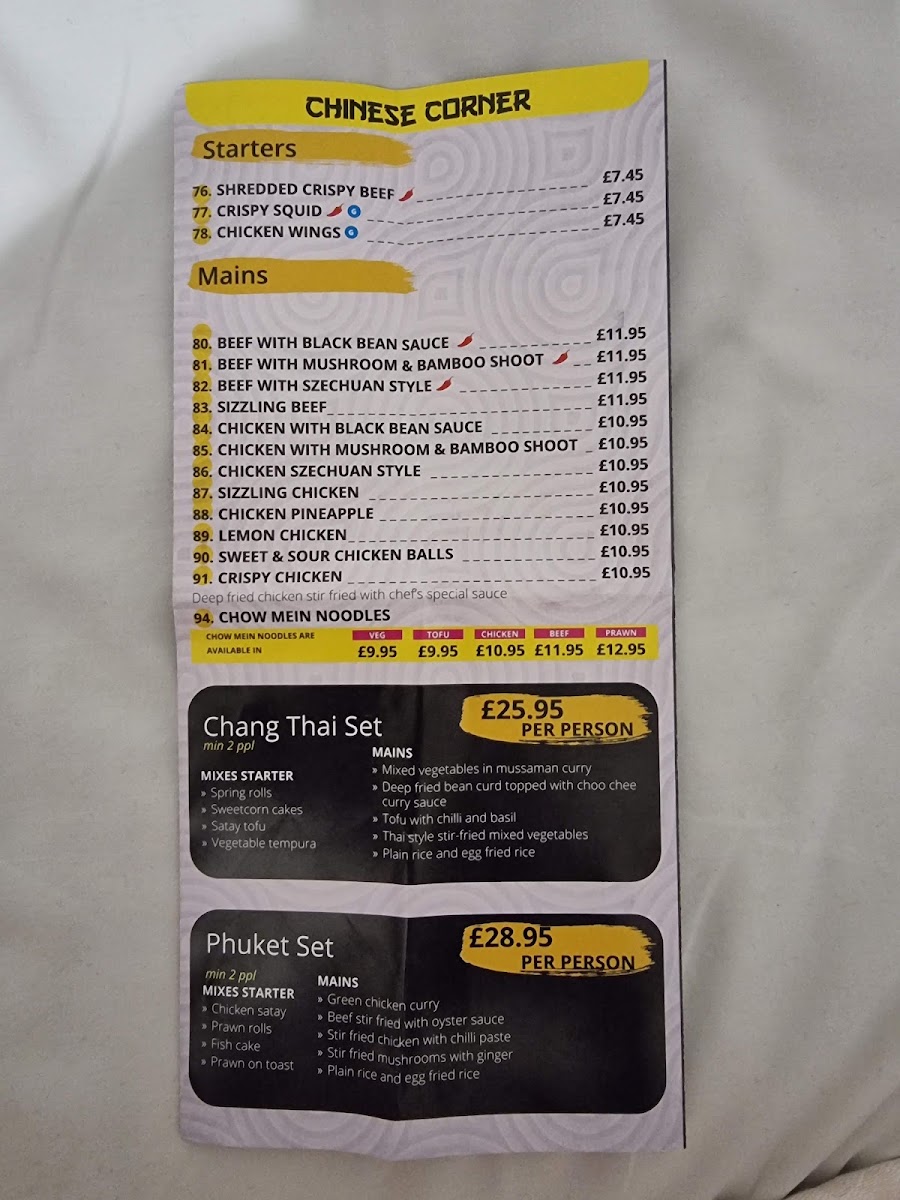 CHINESE CORNER
Starters
76. SHREDDED CRISPY BEEF £7.45
77. CRISPY SQUID G £7.45
78. CHICKEN WINGS G £7.45
Mains
80. BEEF WITH BLACK BEAN SAUCE £11.95
81. BEEF WITH MUSHROOM & BAMBOO SHOOT £11.95
82. BEEF WITH SZECHUAN STYLE £11.95
83. SIZZLING BEEF £11.95
84. CHICKEN WITH BLACK BEAN SAUCE £10.95
85. CHICKEN WITH MUSHROOM & BAMBOO SHOOT £10.95
86. CHICKEN SZECHUAN STYLE £10.95
87. SIZZLING CHICKEN £10.95
88. CHICKEN PINEAPPLE £10.95
89. LEMON CHICKEN £10.95
90. SWEET & SOUR CHICKEN BALLS £10.95
91. CRISPY CHICKEN £10.95
Deep fried chicken stir fried with chef's special sauce
94. CHOW MEIN NOODLES
CHOW MEIN NOODLES ARE VEG TOFU CHICKEN BEEF PRAWN
AVAILABLE IN £9.95 £9.95 £10.95 £11.95 £12.95
Chang Thai Set
min 2 ppl
£25.95
PER PERSON
MIXES STARTER
» Spring rolls
» Sweetcorn cakes
» Satay tofu
» Vegetable tempura
MAINS
» Mixed vegetables in mussaman curry
» Deep fried bean curd topped with choo chee
curry sauce
» Tofu with chilli and basil
» Thai style stir-fried mixed vegetables
» Plain rice and egg fried rice
Phuket Set
min 2 ppl
£28.95
PER PERSON
MIXES STARTER
» Chicken satay
» Prawn rolls
» Fish cake
» Prawn on toast
MAINS
» Green chicken curry
» Beef stir fried with oyster sauce
» Stir fried chicken with chilli paste
» Stir fried mushrooms with ginger
» Plain rice and egg fried rice